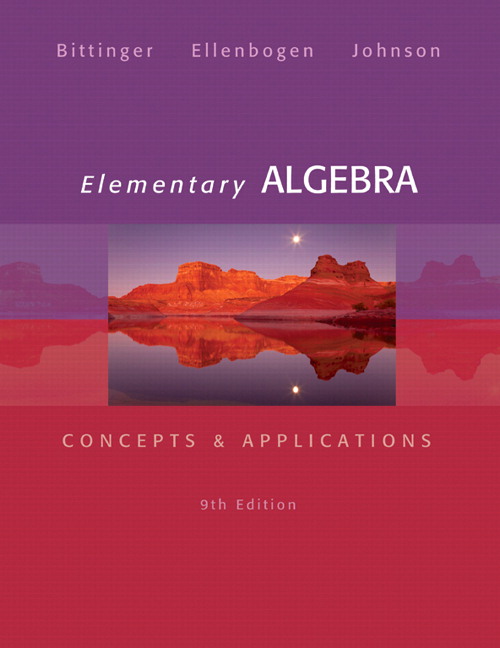 Bittinger Ellenbogen Johnson
Elementary ALGEBRA
CONCEPTS & APPLICATIONS
9th Edition